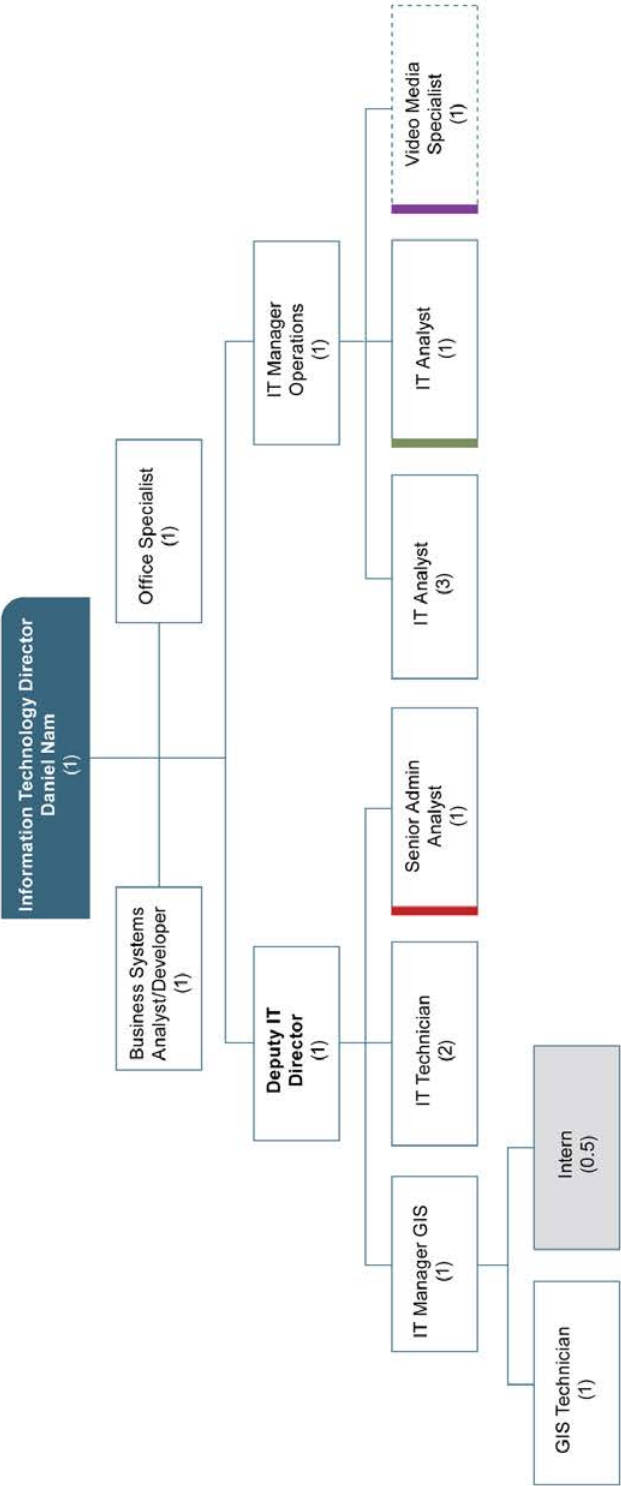 Information Technology Director
Daniel Nam
(1)
Business Systems
Analyst/Developer
(1)
Office Specialist
(1)
Deputy IT
Director
(1)
IT Manager
Operations
(1)
IT Manager GIS
(1)
IT Technician
(2)
Senior Admin
Analyst
(1)
IT Analyst
(3)
IT Analyst
(1)
Video Media
Specialist
(1)
GIS Technician
(1)
Intern
(0.5)